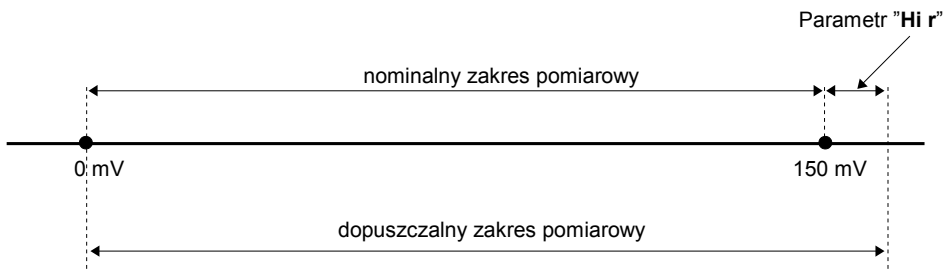 Parametr ”Hi r”
nominalny zakres pomiarowy
0 mV
150 mV
dopuszczalny zakres pomiarowy